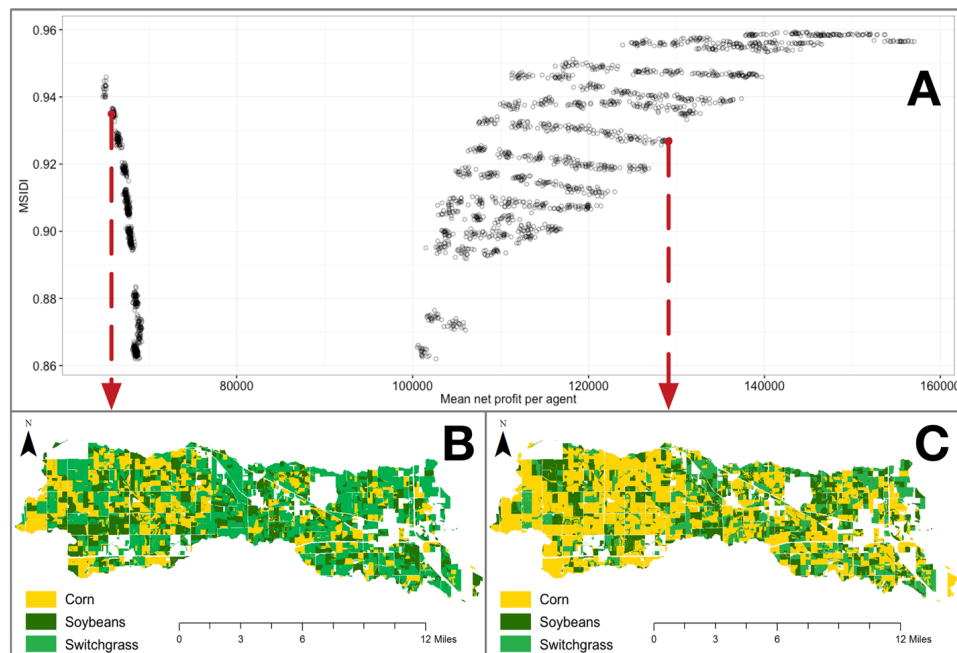 0.96
0.94
0.92
0.90
0.88
0.86
MSIDI
A
80000
100000
120000
140000
160000
Mean net profit per agent
N
B
Corn
Soybeans
Switchgrass
0
3
6
12 Miles
N
C
Corn
Soybeans
Switchgrass
0
3
6
12 Miles